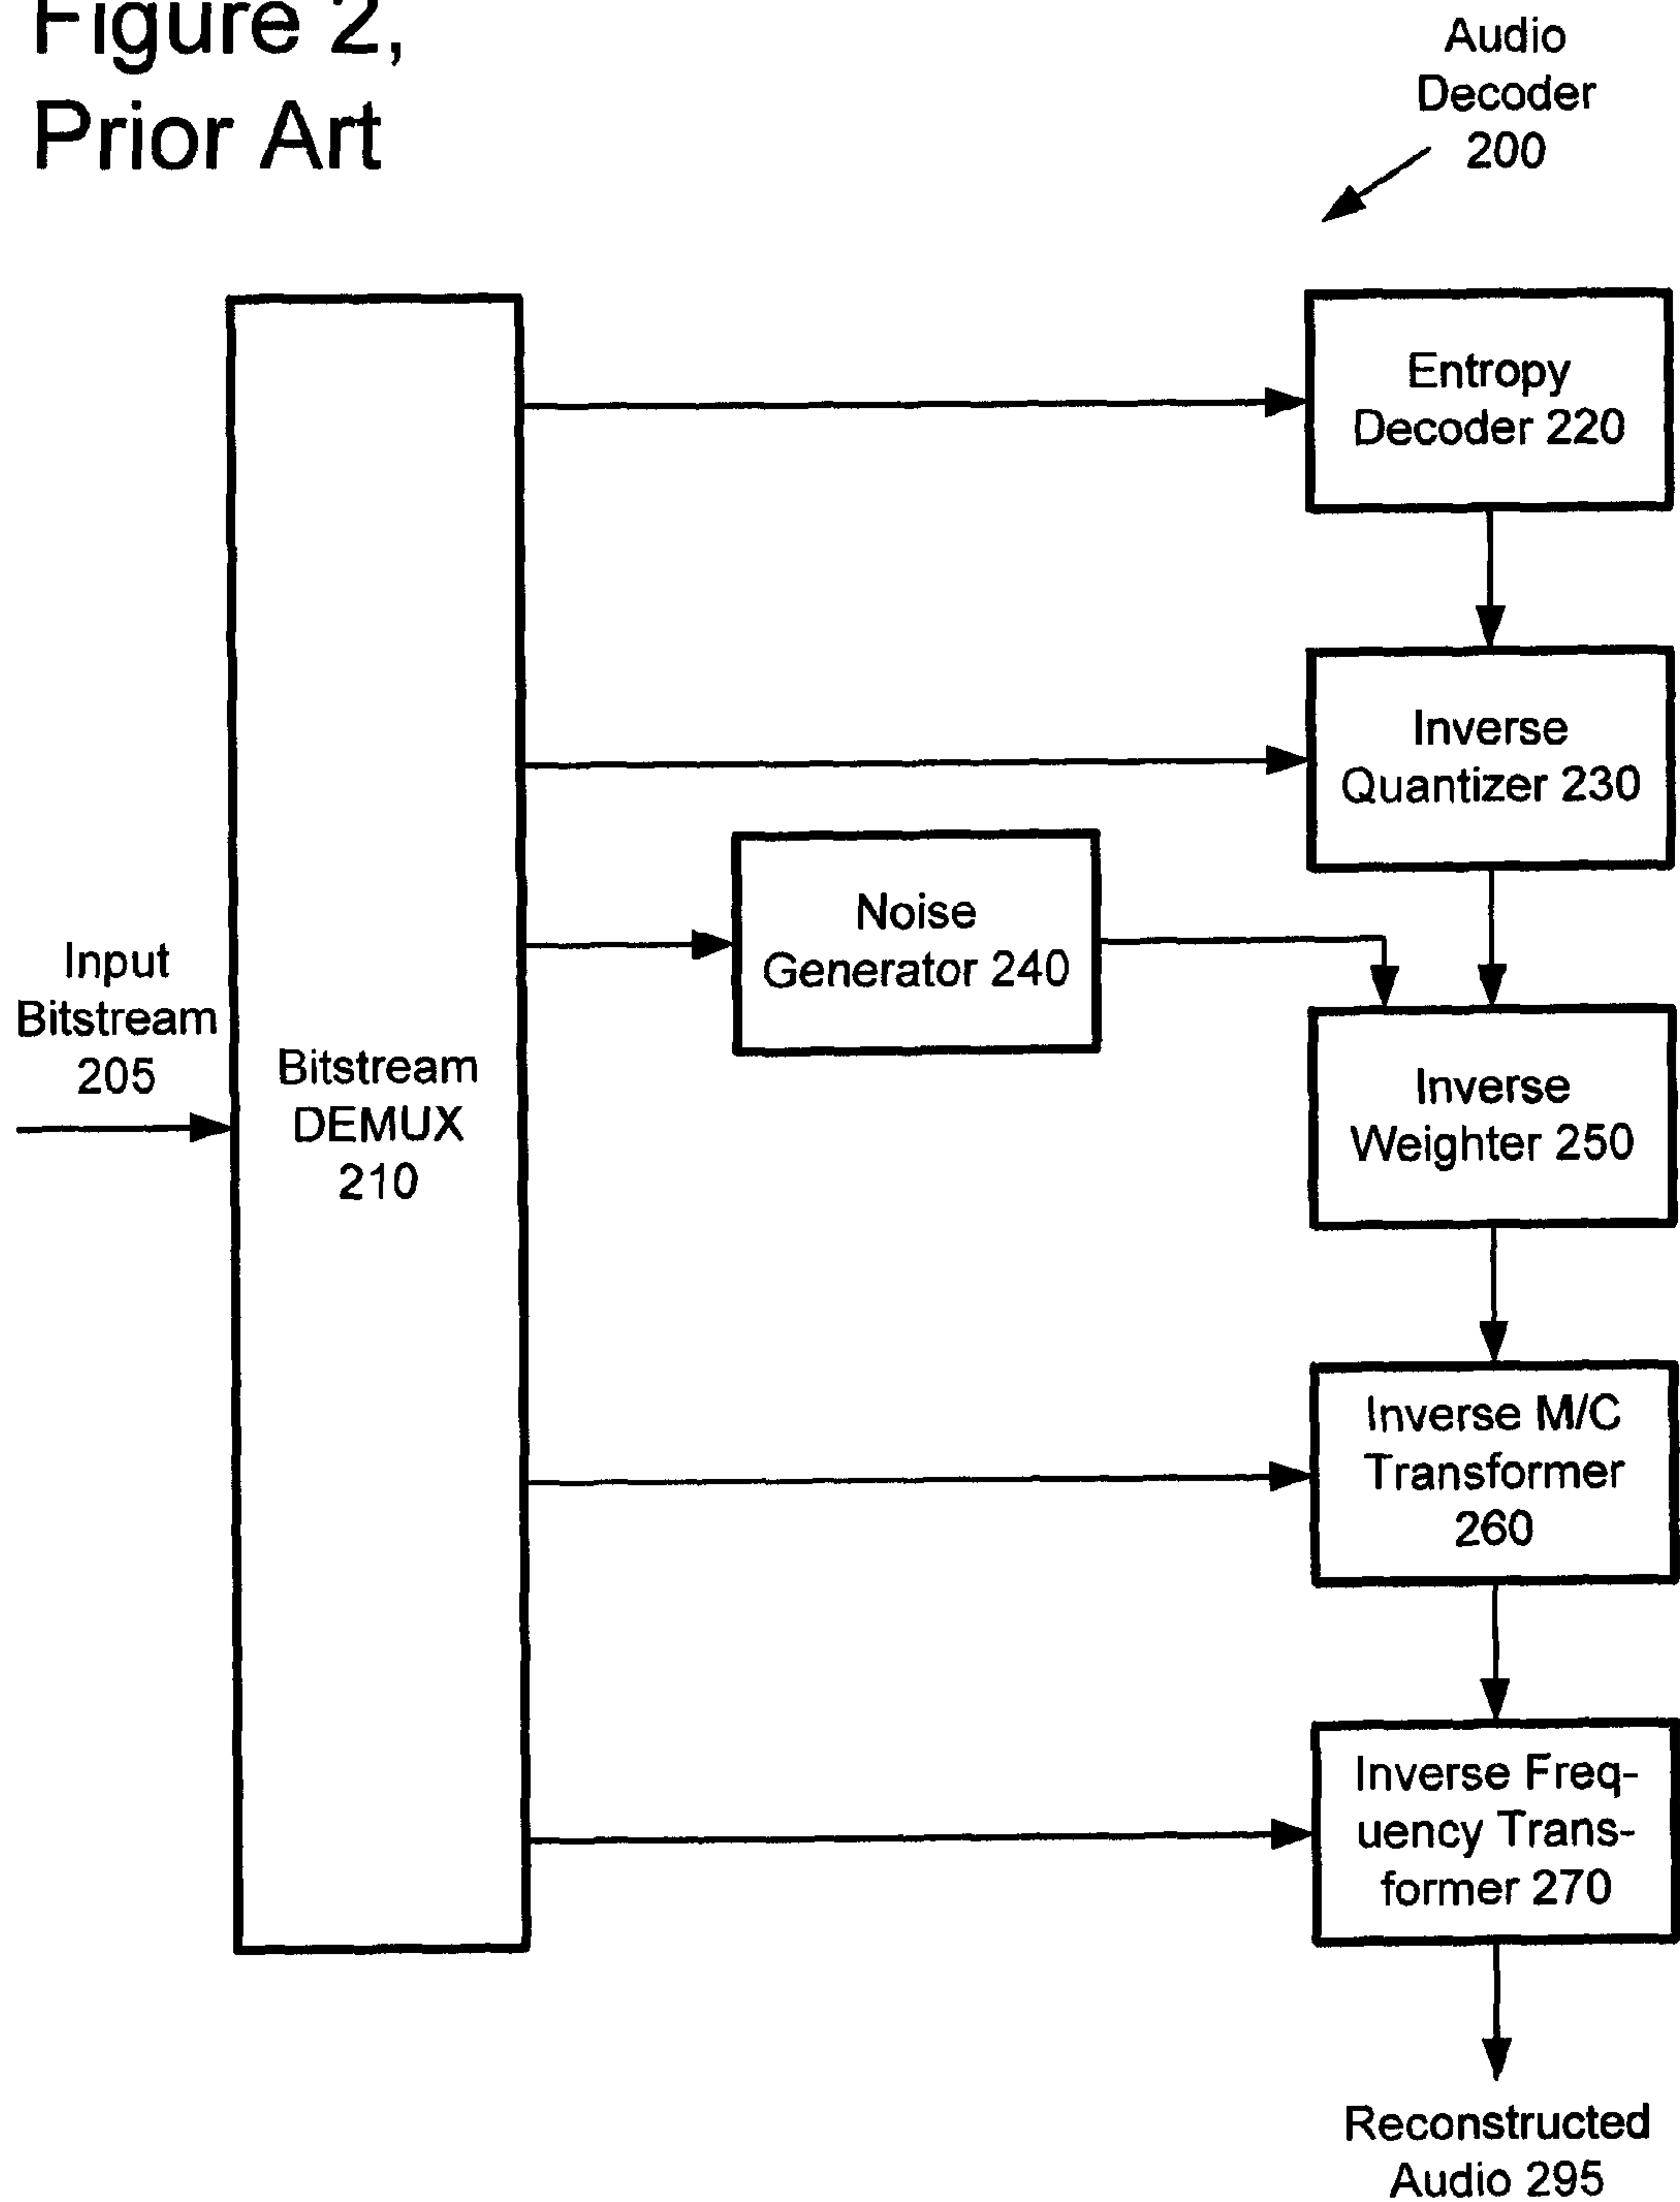 Figure 2,
Prior Art
Audio
Decoder
200
Entropy
Decoder 220
Inverse
Quantizer 230
Noise
Generator 240
Input
Bitstream
205
Bitstream
DEMUX
210
Inverse
Weighter 250
Inverse M/C
Transformer
260
Inverse Freq-
uency Trans-
former 270
Reconstructed
Audio 295